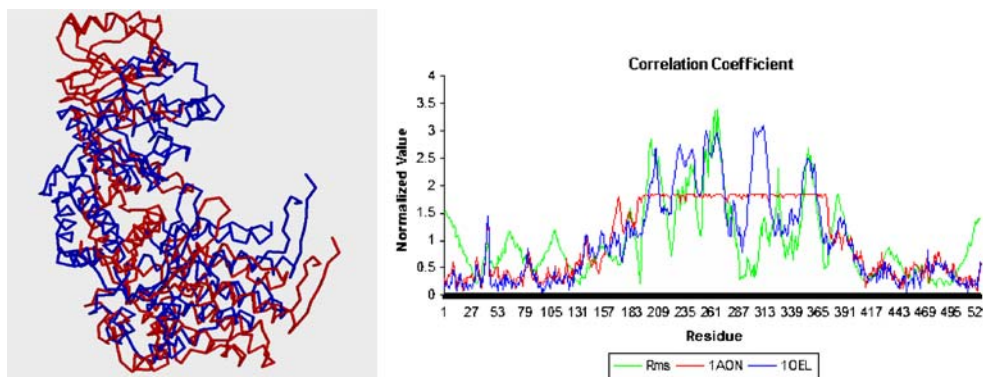 Correlation Coefficient
Normalized Value
4
3.5
3
2.5
2
1.5
1
0.5
0
1 27 53 79 105 131 157 183 209 235 261 287 313 339 365 391 417 443 469 495 52
Residue
Rms 1AON 1OEL